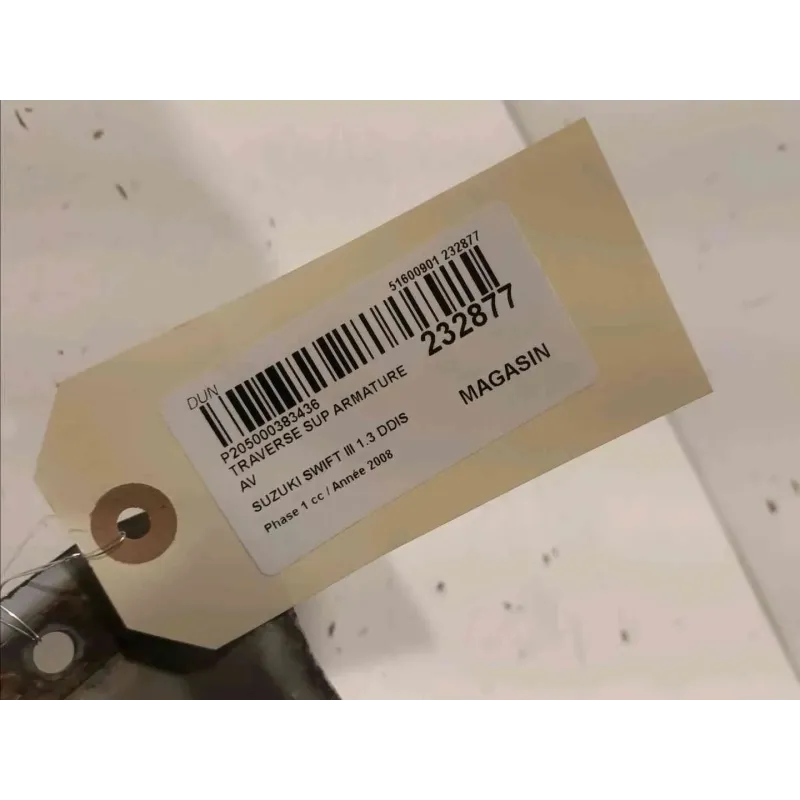 DUN
51600901 232877
P205000383436
232877
TRAVERSE SUP ARMATURE
AV
MAGASIN
SUZUKI SWIFT III 1.3 DDIS
Phase 1 cc / Année 2008